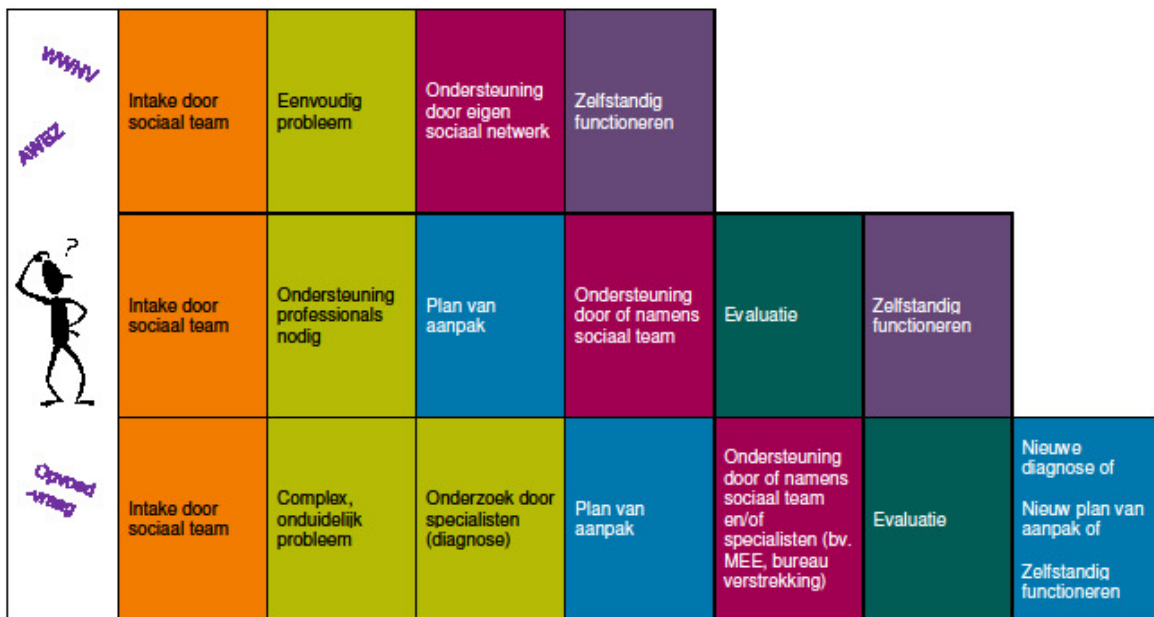 WWNV
AWBZ
?
Opvoed
-vraag
Intake door
sociaal team
Eenvoudig
probleem
Ondersteuning
door eigen
sociaal netwerk
Zelfstandig
functioneren
Intake door
sociaal team
Ondersteuning
professionals
nodig
Plan van
aanpak
Ondersteuning
door of namens
sociaal team
Evaluatie
Zelfstandig
functioneren
Intake door
sociaal team
Complex,
onduidelijk
probleem
Onderzoek door
specialisten
(diagnose)
Plan van
aanpak
Ondersteuning
door of namens
sociaal team
en/of
specialisten (bv.
MEE, bureau
verstrekking)
Evaluatie
Nieuwe
diagnose of
Nieuw plan van
aanpak of
Zelfstandig
functioneren